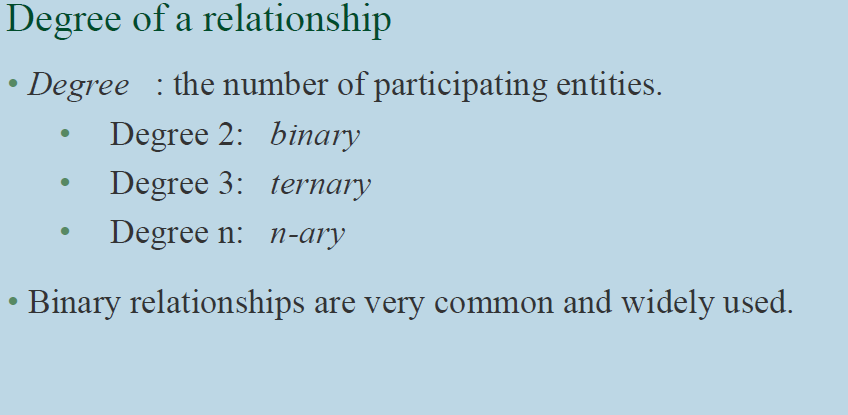 Degree of a relationship
• Degree : the number of participating entities.
• Degree 2: binary
• Degree 3: ternary
• Degree n: n-ary
• Binary relationships are very common and widely used.